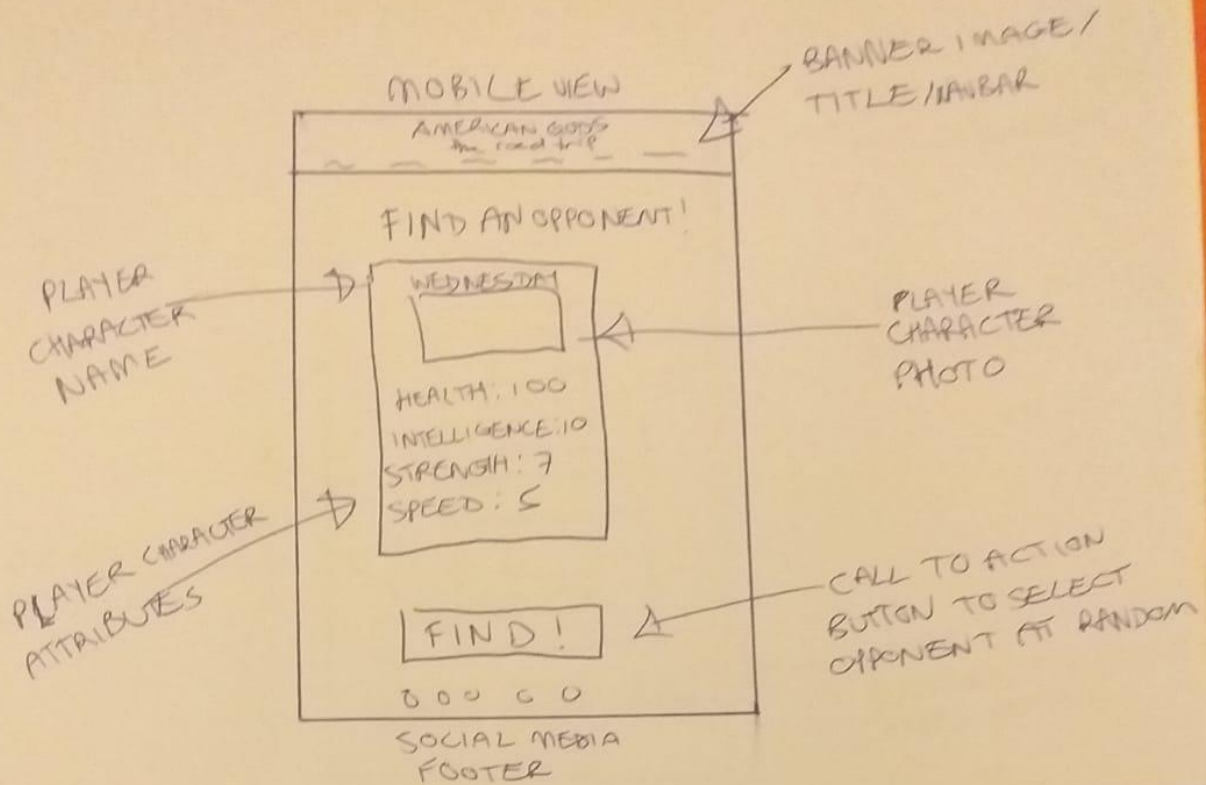 MOBILE VIEW
BANNER IMAGE/
TITLE/NAVBAR
AMERICAN GODS
the road trip
FIND AN OPPONENT!
PLAYER
CHARACTER
NAME
WEDNESDAY
PLAYER
CHARACTER
PHOTO
HEALTH: 100
INTELLIGENCE: 10
STRENGTH: 7
SPEED: 5
PLAYER CHARACTER
ATTRIBUTES
FIND!
CALL TO ACTION
BUTTON TO SELECT
OPPONENT AT RANDOM
SOCIAL MEDIA
FOOTER